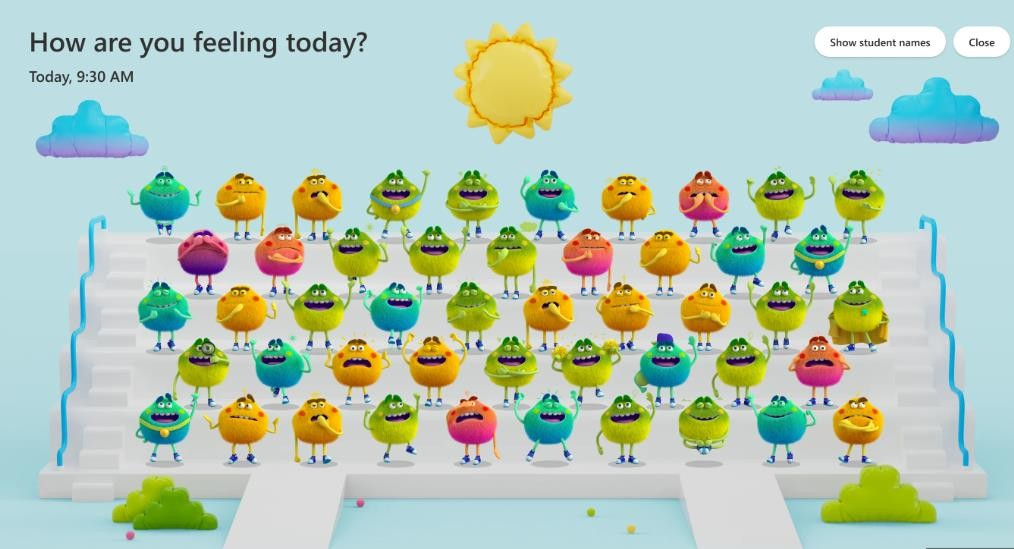 How are you feeling today?
Show student names
Close
Today, 9:30 AM